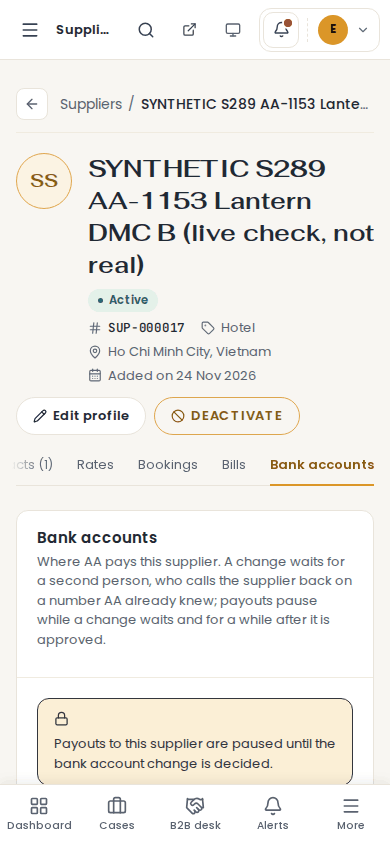 Suppli...
E
Suppliers / SYNTHETIC S289 AA-1153 Lante...
SS
SYNTHETIC S289
AA-1153 Lantern
DMC B (live check, not
real)
Active
SUP-000017 Hotel
Ho Chi Minh City, Vietnam
Added on 24 Nov 2026
Edit profile DEACTIVATE
cts (1) Rates Bookings Bills Bank accounts
Bank accounts
Where AA pays this supplier. A change waits for
a second person, who calls the supplier back on
a number AA already knew; payouts pause
while a change waits and for a while after it is
approved.
Payouts to this supplier are paused until the
bank account change is decided.
Dashboard Cases B2B desk Alerts More